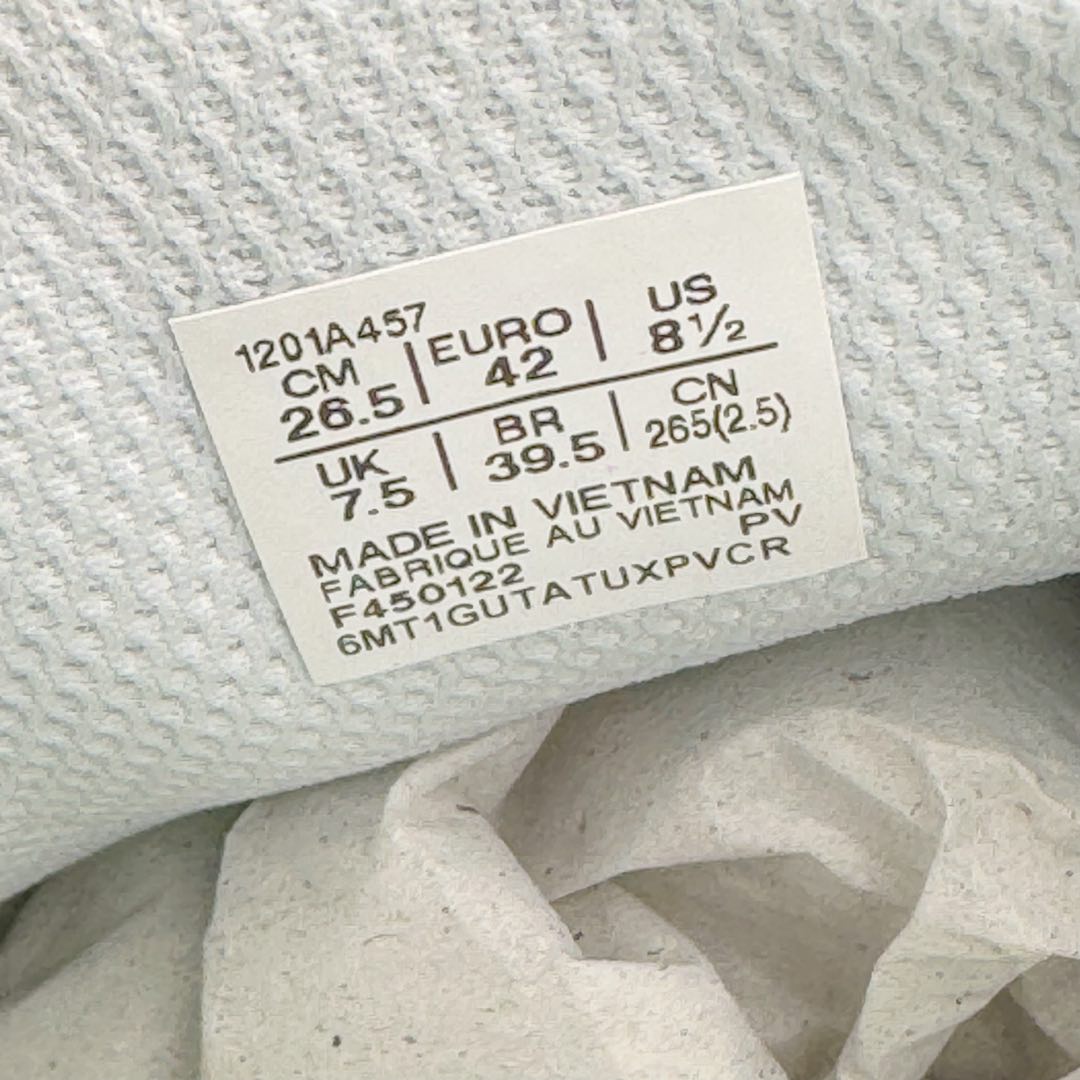 1201A457
CM | EURO | US
26.5 | 42 | 8½
UK | BR | CN
7.5 | 39.5 | 265(2.5)
MADE IN VIETNAM
FABRIQUE AU VIETNAM
F450122 PV
6MT1GUTATUXPVCR